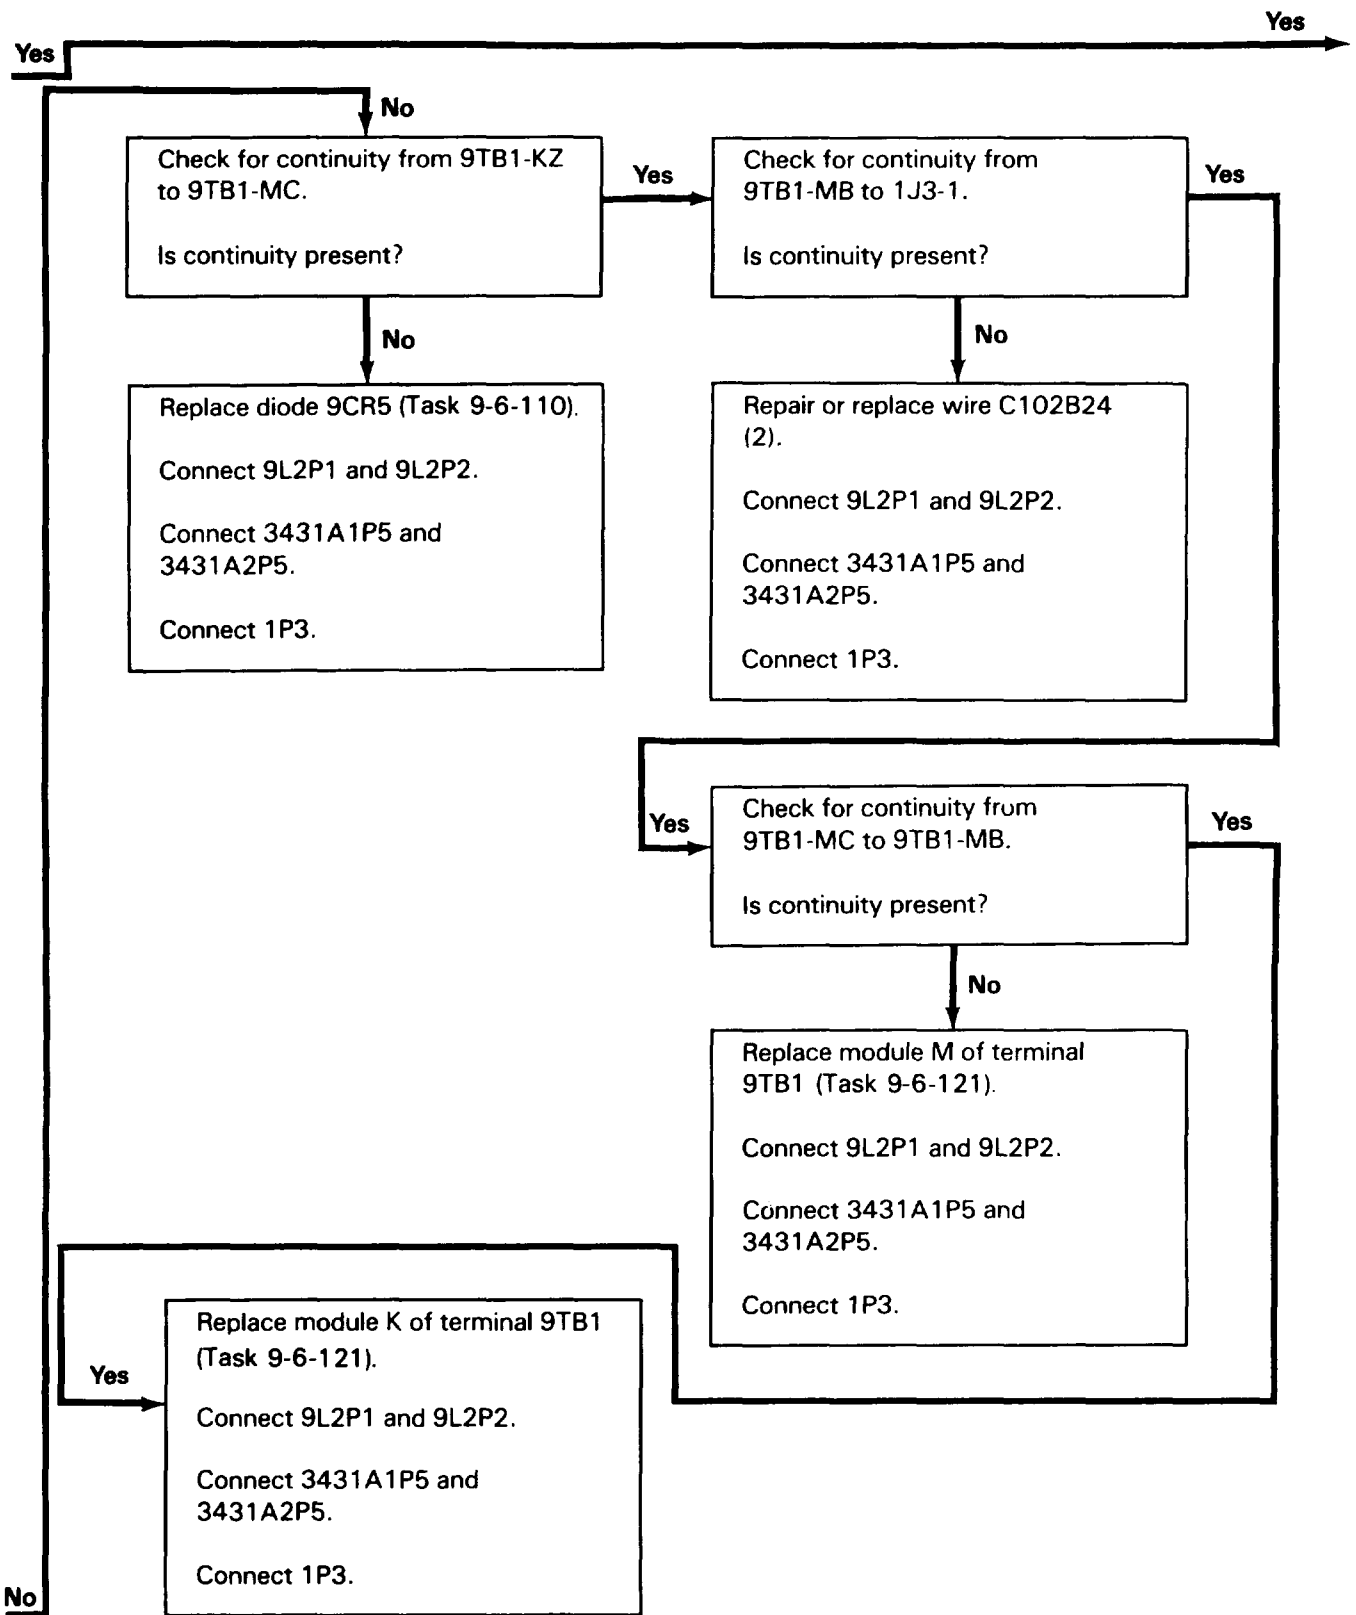 Yes
Yes
No
Check for continuity from 9TB1-KZ
to 9TB1-MC.
Is continuity present?
Yes
Check for continuity from
9TB1-MB to 1J3-1.
Is continuity present?
Yes
No
Replace diode 9CR5 (Task 9-6-110).
Connect 9L2P1 and 9L2P2.
Connect 3431A1P5 and
3431A2P5.
Connect 1P3.
No
Repair or replace wire C102B24
(2).
Connect 9L2P1 and 9L2P2.
Connect 3431A1P5 and
3431A2P5.
Connect 1P3.
Yes
Check for continuity from
9TB1-MC to 9TB1-MB.
Is continuity present?
Yes
No
Replace module M of terminal
9TB1 (Task 9-6-121).
Connect 9L2P1 and 9L2P2.
Connect 3431A1P5 and
3431A2P5.
Connect 1P3.
Yes
Replace module K of terminal 9TB1
(Task 9-6-121).
Connect 9L2P1 and 9L2P2.
Connect 3431A1P5 and
3431A2P5.
Connect 1P3.
No